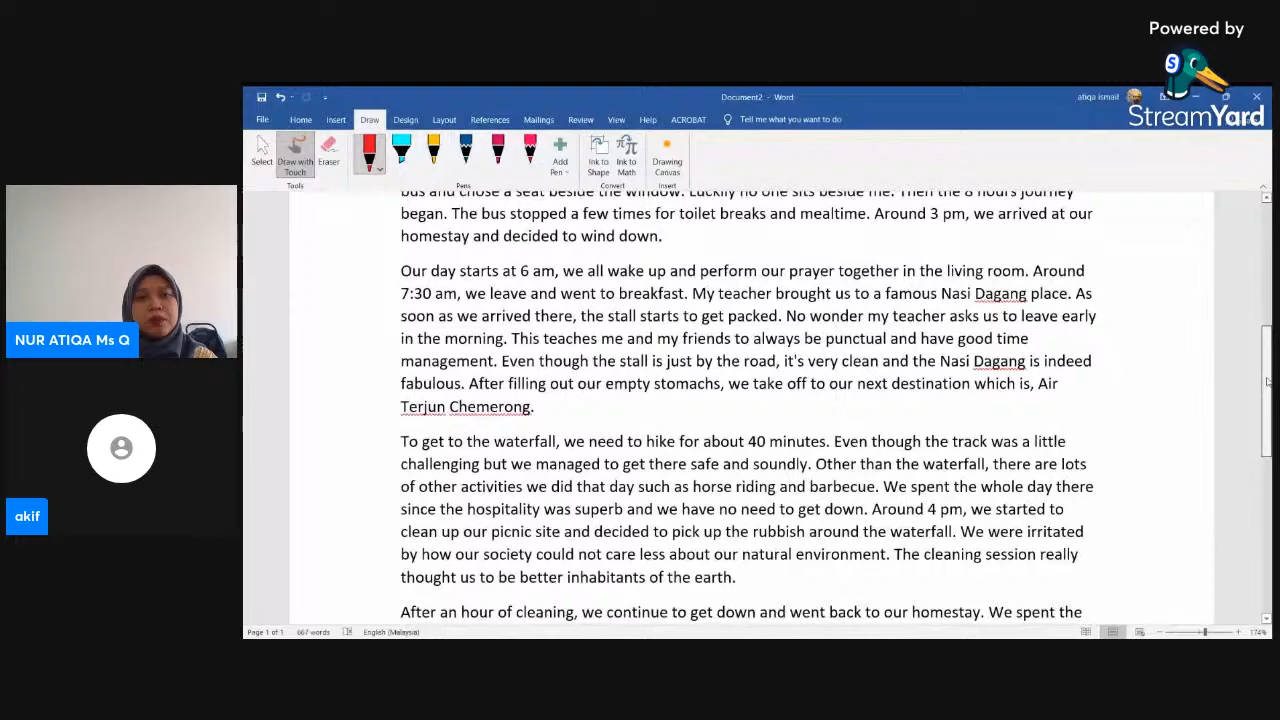 Powered by
S
StreamYard
Document2 - Word
atiqa ismail
File Home Insert Draw Design Layout References Mailings Review View Help ACROBAT Tell me what you want to do
Select
Draw with Touch
Eraser
Add Pen
Ink to Shape
Ink to Math
Drawing Canvas
Tools Pens Convert Insert
bus and chose a seat beside the window. Luckily no one sits beside me. Then the 8 hours journey
began. The bus stopped a few times for toilet breaks and mealtime. Around 3 pm, we arrived at our
homestay and decided to wind down.
Our day starts at 6 am, we all wake up and perform our prayer together in the living room. Around
7:30 am, we leave and went to breakfast. My teacher brought us to a famous Nasi Dagang place. As
soon as we arrived there, the stall starts to get packed. No wonder my teacher asks us to leave early
in the morning. This teaches me and my friends to always be punctual and have good time
management. Even though the stall is just by the road, it's very clean and the Nasi Dagang is indeed
fabulous. After filling out our empty stomachs, we take off to our next destination which is, Air
Terjun Chemerong.
To get to the waterfall, we need to hike for about 40 minutes. Even though the track was a little
challenging but we managed to get there safe and soundly. Other than the waterfall, there are lots
of other activities we did that day such as horse riding and barbecue. We spent the whole day there
since the hospitality was superb and we have no need to get down. Around 4 pm, we started to
clean up our picnic site and decided to pick up the rubbish around the waterfall. We were irritated
by how our society could not care less about our natural environment. The cleaning session really
thought us to be better inhabitants of the earth.
After an hour of cleaning, we continue to get down and went back to our homestay. We spent the
Page 1 of 1 667 words English (Malaysia) 174%
NUR ATIQA Ms Q
akif